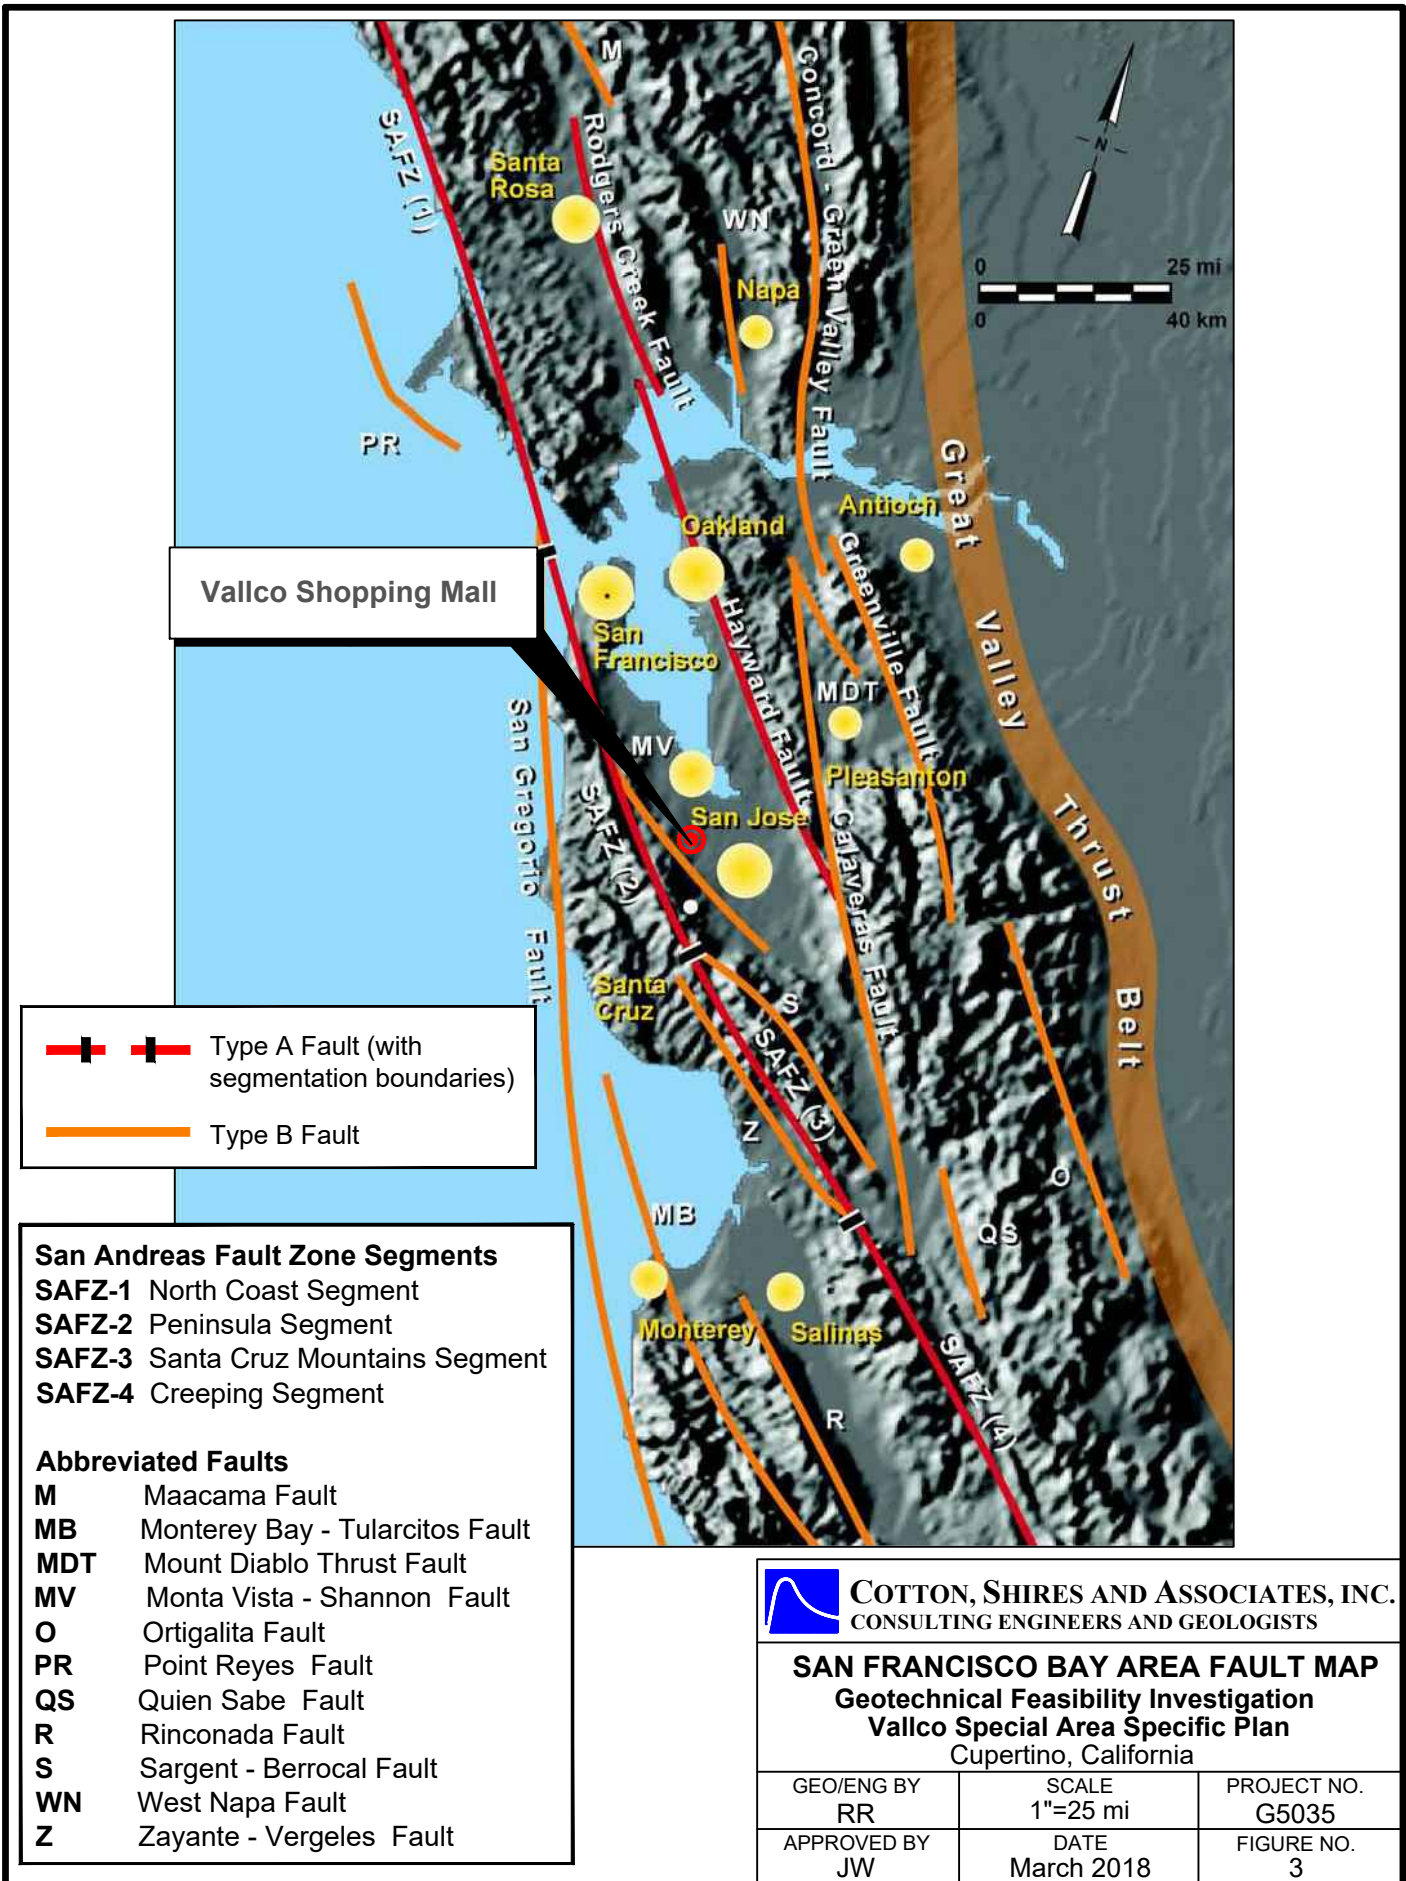 M
Concord - Green Valley Fault
SAFZ (1)
Rodgers Creek Fault
Santa
Rosa
N
WN
0
25 mi
Napa
0
40 km
PR
Great Valley Thrust Belt
Antioch
Oakland
Greenville Fault
Vallco Shopping Mall
San
Francisco
Hayward Fault
MDT
San Gregorio Fault
MV
Pleasanton
SAFZ (2)
San Jose
Calaveras Fault
Santa
Cruz
S
SAFZ (3)
Type A Fault (with
segmentation boundaries)
Type B Fault
Z
O
MB
QS
Monterey
Salinas
SAFZ (4)
R
San Andreas Fault Zone Segments
SAFZ-1 North Coast Segment
SAFZ-2 Peninsula Segment
SAFZ-3 Santa Cruz Mountains Segment
SAFZ-4 Creeping Segment
Abbreviated Faults
M Maacama Fault
MB Monterey Bay - Tularcitos Fault
MDT Mount Diablo Thrust Fault
MV Monta Vista - Shannon Fault
O Ortigalita Fault
PR Point Reyes Fault
QS Quien Sabe Fault
R Rinconada Fault
S Sargent - Berrocal Fault
WN West Napa Fault
Z Zayante - Vergeles Fault
COTTON, SHIRES AND ASSOCIATES, INC.
CONSULTING ENGINEERS AND GEOLOGISTS
SAN FRANCISCO BAY AREA FAULT MAP
Geotechnical Feasibility Investigation
Vallco Special Area Specific Plan
Cupertino, California
GEO/ENG BY
RR
SCALE
1"=25 mi
PROJECT NO.
G5035
APPROVED BY
JW
DATE
March 2018
FIGURE NO.
3